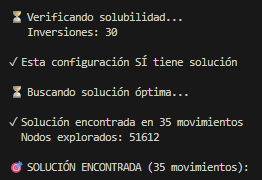 ⏳ Verificando solubilidad...
Inversiones: 30
✓ Esta configuración SÍ tiene solución
⏳ Buscando solución óptima...
✓ Solución encontrada en 35 movimientos
Nodos explorados: 51612
🎯 SOLUCIÓN ENCONTRADA (35 movimientos):